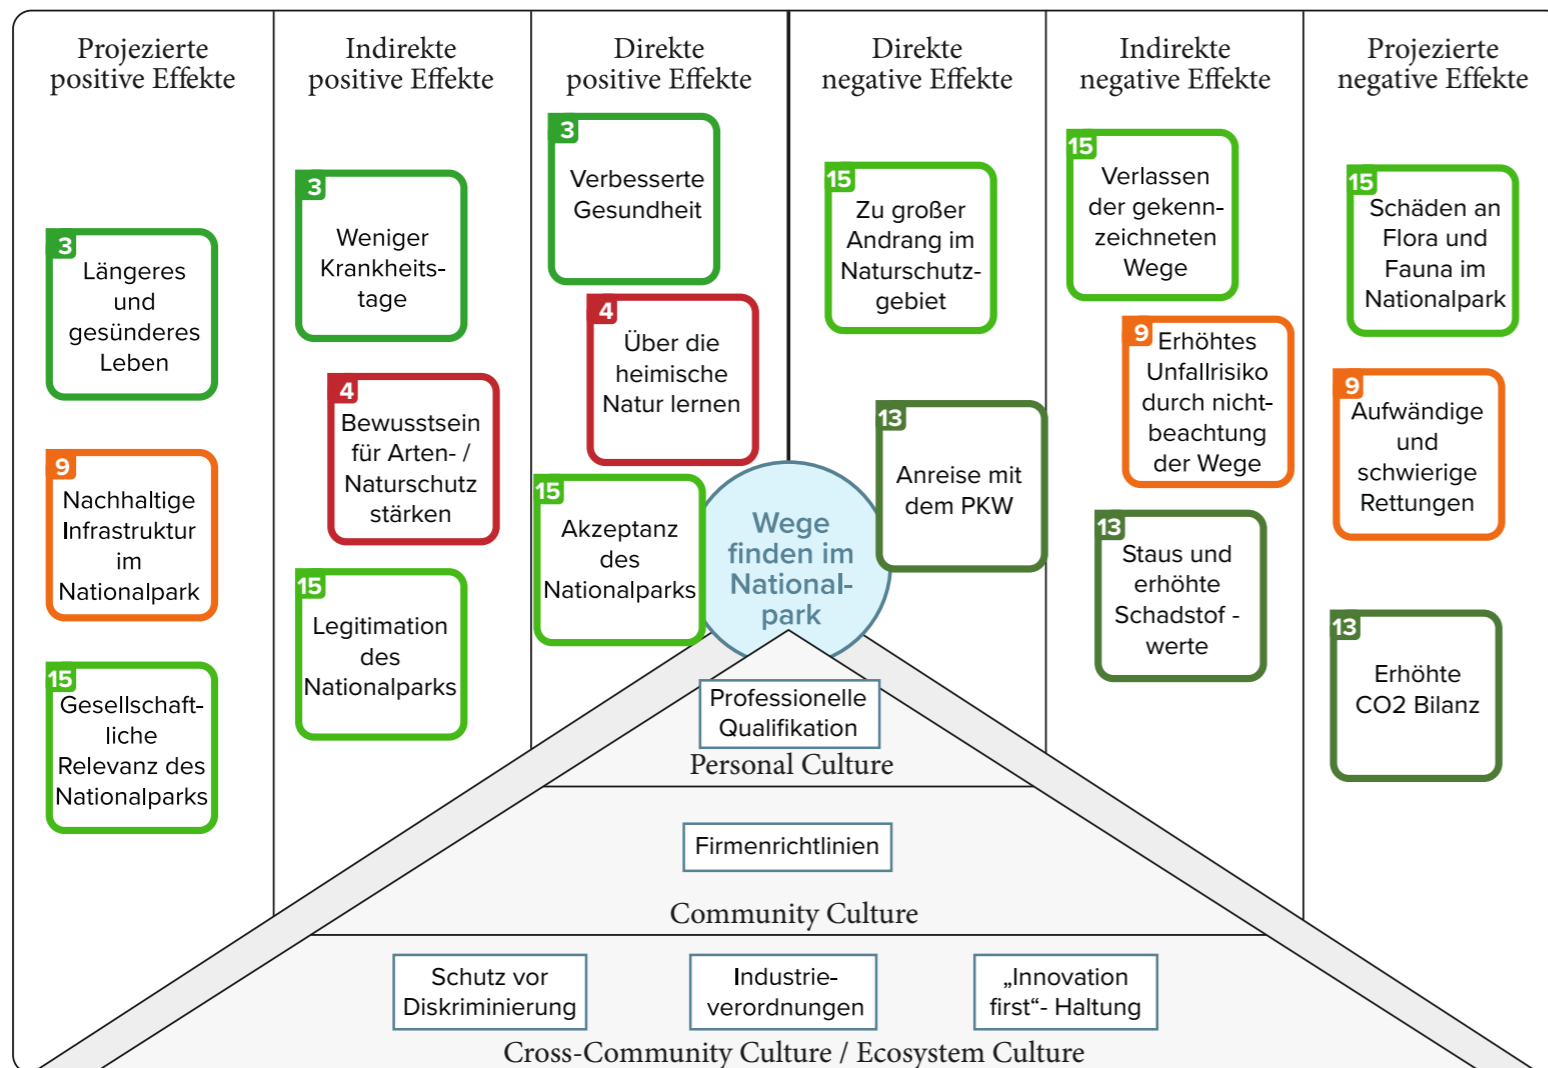 Projezierte
positive Effekte
Indirekte
positive Effekte
Direkte
positive Effekte
Direkte
negative Effekte
Indirekte
negative Effekte
Projezierte
negative Effekte
3
Längeres
und
gesünderes
Leben
9
Nachhaltige
Infrastruktur
im
Nationalpark
15
Gesellschaft-
liche
Relevanz des
Nationalparks
3
Weniger
Krankheits-
tage
4
Bewusstsein
für Arten- /
Naturschutz
stärken
15
Legitimation
des
Nationalparks
3
Verbesserte
Gesundheit
4
Über die
heimische
Natur lernen
15
Akzeptanz
des
Nationalparks
Wege
finden im
National-
park
15
Zu großer
Andrang im
Naturschutz-
gebiet
13
Anreise mit
dem PKW
15
Verlassen
der gekenn-
zeichneten
Wege
9
Erhöhtes
Unfallrisiko
durch nicht-
beachtung
der Wege
13
Staus und
erhöhte
Schadstof -
werte
15
Schäden an
Flora und
Fauna im
Nationalpark
9
Aufwändige
und
schwierige
Rettungen
13
Erhöhte
CO2 Bilanz
Professionelle
Qualifikation
Personal Culture
Firmenrichtlinien
Community Culture
Schutz vor
Diskriminierung
Industrie-
verordnungen
„Innovation
first“- Haltung
Cross-Community Culture / Ecosystem Culture